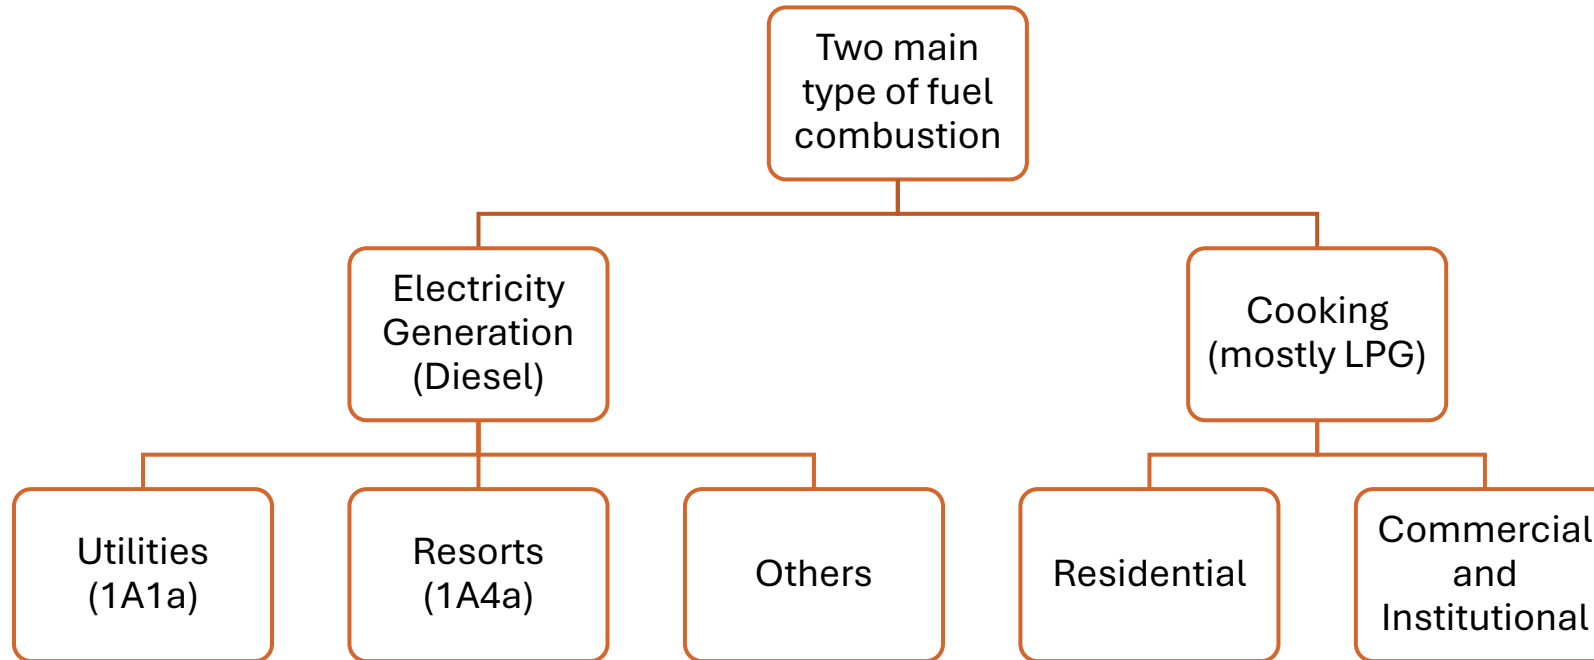 Two main
type of fuel
combustion
Electricity
Generation
(Diesel)
Cooking
(mostly LPG)
Utilities
(1A1a)
Resorts
(1A4a)
Others
Residential
Commercial
and
Institutional